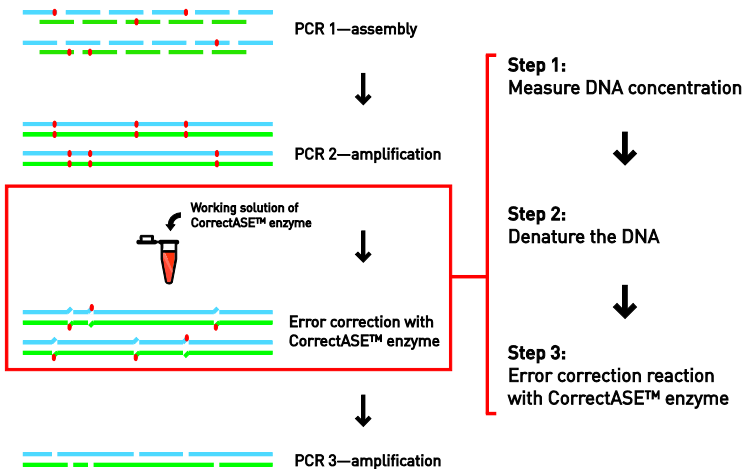 PCR 1—assembly
PCR 2—amplification
Working solution of
CorrectASE™ enzyme
Error correction with
CorrectASE™ enzyme
PCR 3—amplification
Step 1:
Measure DNA concentration
Step 2:
Denature the DNA
Step 3:
Error correction reaction
with CorrectASE™ enzyme